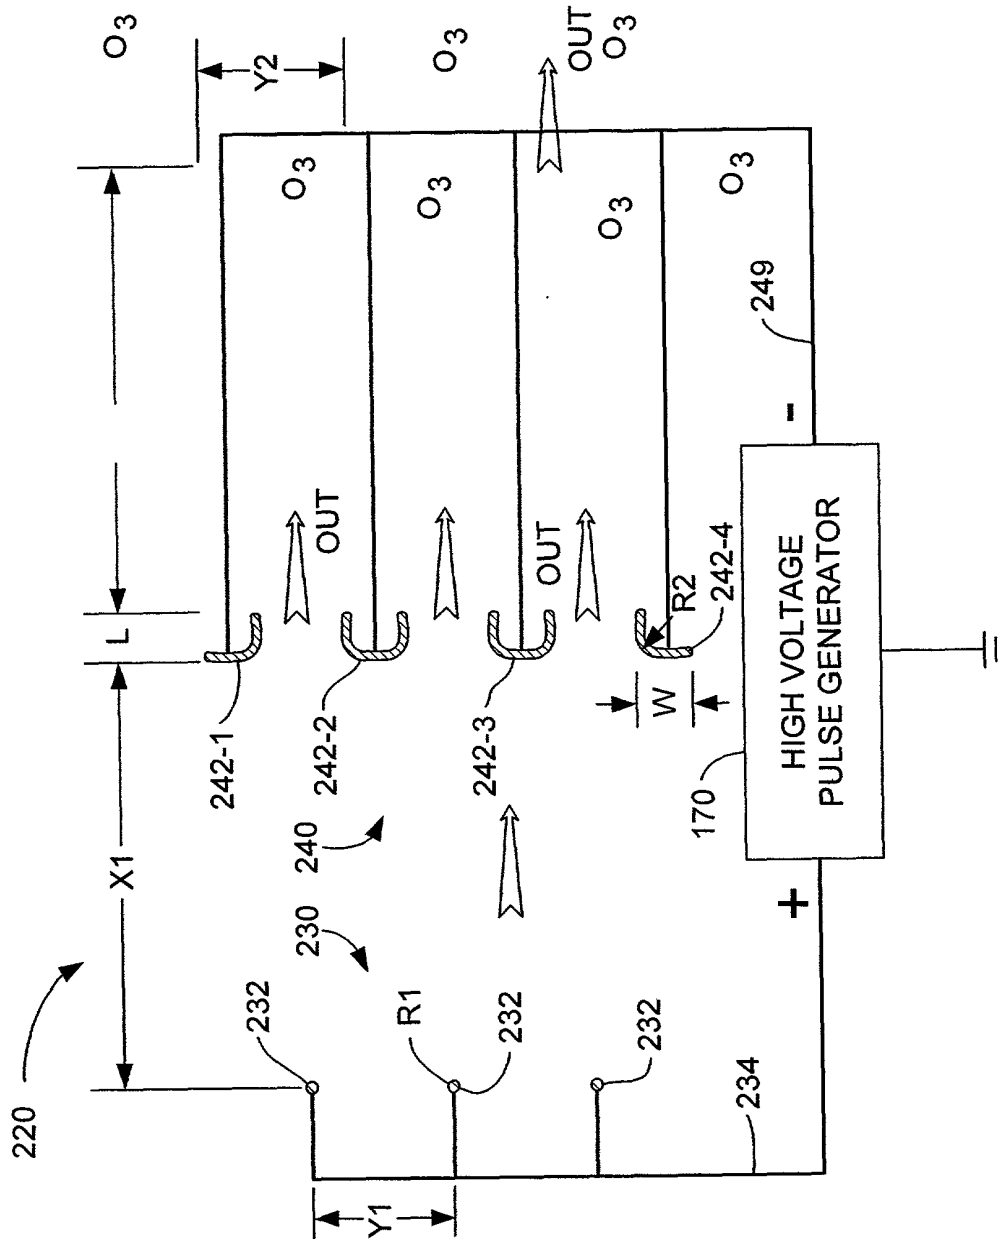 220
X1
L
Y2
O3
O3
OUT
O3
O3
O3
O3
O3
242-1
242-2
242-3
242-4
OUT
OUT
R2
W
240
230
232
R1
232
232
Y1
234
249
170
+
-
HIGH VOLTAGE
PULSE GENERATOR